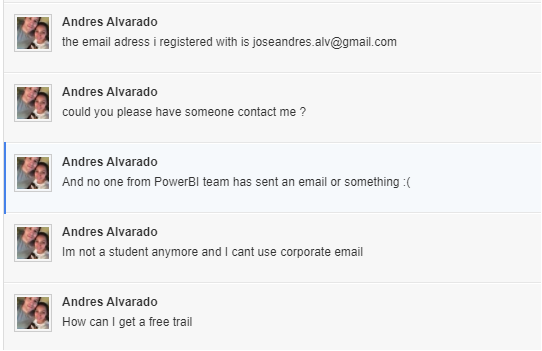 Andres Alvarado
the email adress i registered with is joseandres.alv@gmail.com
Andres Alvarado
could you please have someone contact me ?
Andres Alvarado
And no one from PowerBI team has sent an email or something :(
Andres Alvarado
Im not a student anymore and I cant use corporate email
Andres Alvarado
How can I get a free trail